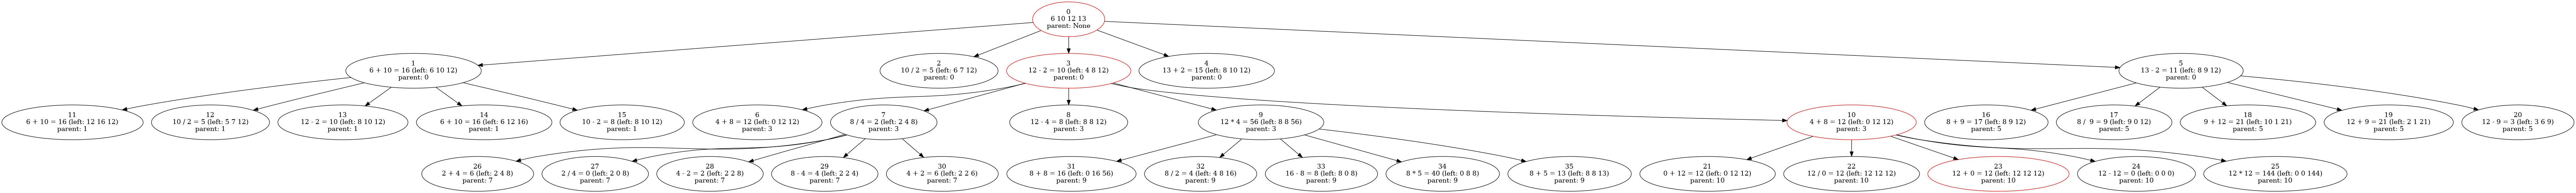 0
6 10 12 13
parent: None
1
6 + 10 = 16 (left: 6 10 12)
parent: 0
2
10 / 2 = 5 (left: 6 7 12)
parent: 0
3
12 - 2 = 10 (left: 4 8 12)
parent: 0
4
13 + 2 = 15 (left: 8 10 12)
parent: 0
5
13 - 2 = 11 (left: 8 9 12)
parent: 0
11
6 + 10 = 16 (left: 12 16 12)
parent: 1
12
10 / 2 = 5 (left: 5 7 12)
parent: 1
13
12 - 2 = 10 (left: 8 10 12)
parent: 1
14
6 + 10 = 16 (left: 6 12 16)
parent: 1
15
10 - 2 = 8 (left: 8 10 12)
parent: 1
6
4 + 8 = 12 (left: 0 12 12)
parent: 3
7
8 / 4 = 2 (left: 2 4 8)
parent: 3
8
12 - 4 = 8 (left: 8 8 12)
parent: 3
9
12 * 4 = 56 (left: 8 8 56)
parent: 3
10
4 + 8 = 12 (left: 0 12 12)
parent: 3
16
8 + 9 = 17 (left: 8 9 12)
parent: 5
17
8 / 9 = 9 (left: 9 0 12)
parent: 5
18
9 + 12 = 21 (left: 10 1 21)
parent: 5
19
12 + 9 = 21 (left: 2 1 21)
parent: 5
20
12 - 9 = 3 (left: 3 6 9)
parent: 5
26
2 + 4 = 6 (left: 2 4 8)
parent: 7
27
2 / 4 = 0 (left: 2 0 8)
parent: 7
28
4 - 2 = 2 (left: 2 2 8)
parent: 7
29
8 - 4 = 4 (left: 2 2 4)
parent: 7
30
4 + 2 = 6 (left: 2 2 6)
parent: 7
31
8 + 8 = 16 (left: 0 16 56)
parent: 9
32
8 / 2 = 4 (left: 4 8 16)
parent: 9
33
16 - 8 = 8 (left: 8 0 8)
parent: 9
34
8 * 5 = 40 (left: 0 8 8)
parent: 9
35
8 + 5 = 13 (left: 8 8 13)
parent: 9
21
0 + 12 = 12 (left: 0 12 12)
parent: 10
22
12 / 0 = 12 (left: 12 12 12)
parent: 10
23
12 + 0 = 12 (left: 12 12 12)
parent: 10
24
12 - 12 = 0 (left: 0 0 0)
parent: 10
25
12 * 12 = 144 (left: 0 0 144)
parent: 10